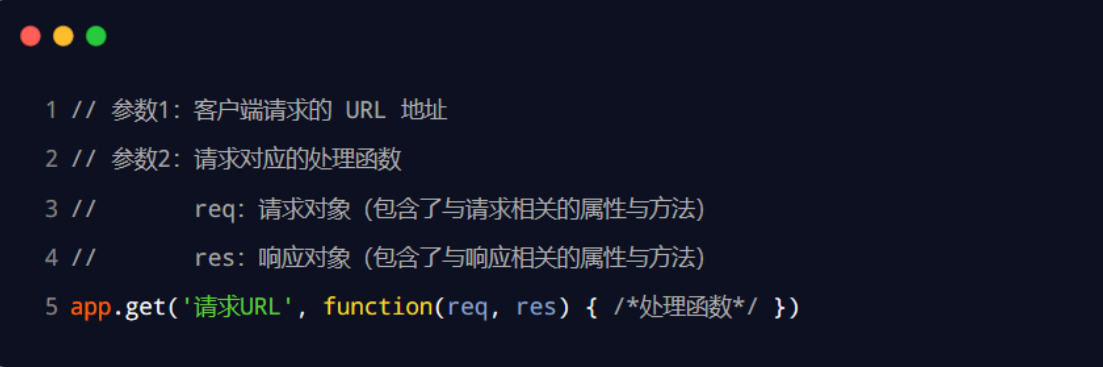 1 // 参数1: 客户端请求的 URL 地址
2 // 参数2: 请求对应的处理函数
3 //       req: 请求对象 (包含了与请求相关的属性与方法)
4 //       res: 响应对象 (包含了与响应相关的属性与方法)
5 app.get('请求URL', function(req, res) { /*处理函数*/ })